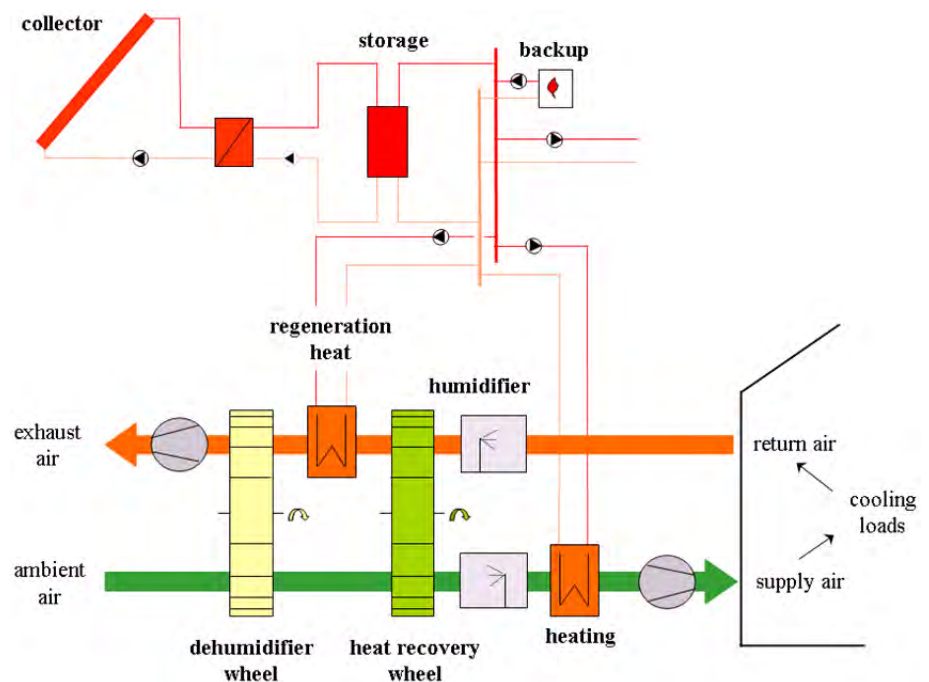 collector
storage
backup
regeneration
heat
humidifier
exhaust
air
return air
cooling
loads
ambient
air
supply air
dehumidifier
wheel
heat recovery
wheel
heating